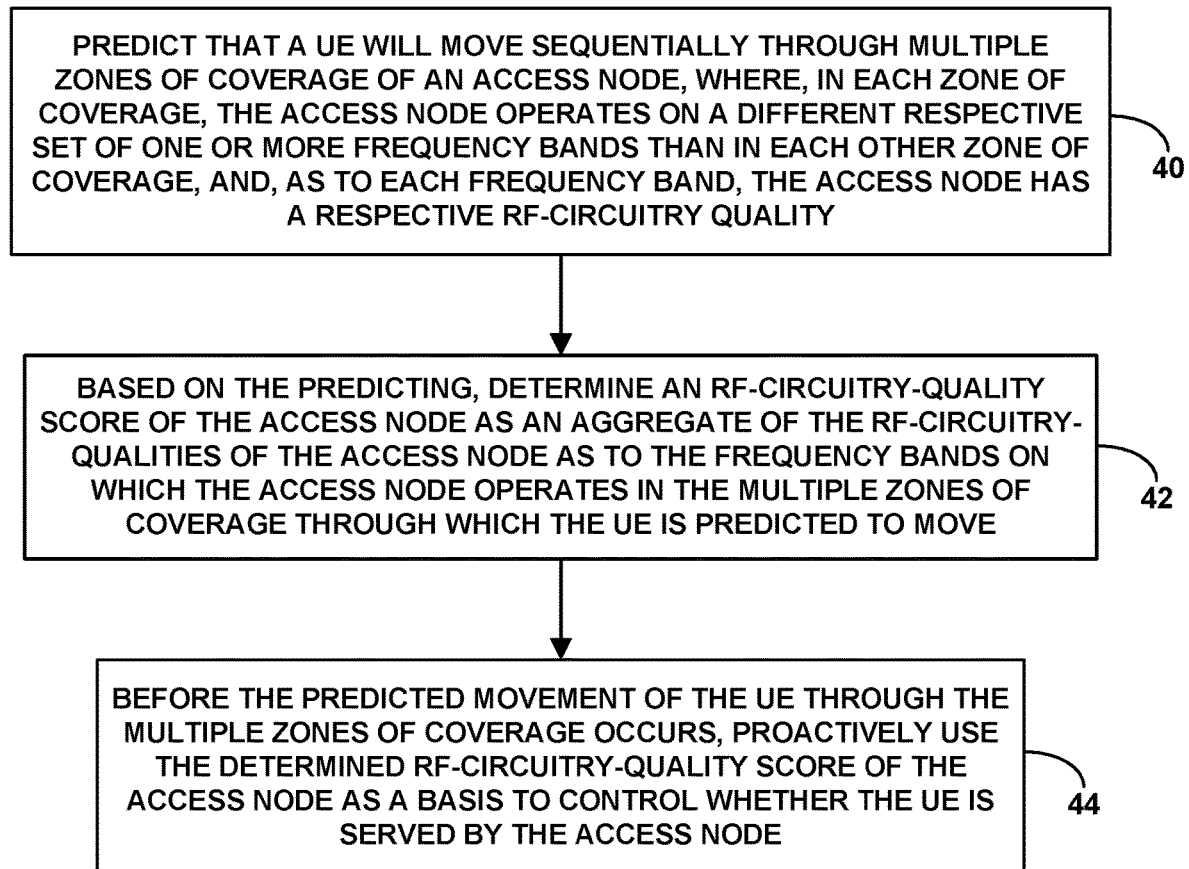 PREDICT THAT A UE WILL MOVE SEQUENTIALLY THROUGH MULTIPLE
ZONES OF COVERAGE OF AN ACCESS NODE, WHERE, IN EACH ZONE OF
COVERAGE, THE ACCESS NODE OPERATES ON A DIFFERENT RESPECTIVE
SET OF ONE OR MORE FREQUENCY BANDS THAN IN EACH OTHER ZONE OF
COVERAGE, AND, AS TO EACH FREQUENCY BAND, THE ACCESS NODE HAS
A RESPECTIVE RF-CIRCUITRY QUALITY
40
BASED ON THE PREDICTING, DETERMINE AN RF-CIRCUITRY-QUALITY
SCORE OF THE ACCESS NODE AS AN AGGREGATE OF THE RF-CIRCUITRY-
QUALITIES OF THE ACCESS NODE AS TO THE FREQUENCY BANDS ON
WHICH THE ACCESS NODE OPERATES IN THE MULTIPLE ZONES OF
COVERAGE THROUGH WHICH THE UE IS PREDICTED TO MOVE
42
BEFORE THE PREDICTED MOVEMENT OF THE UE THROUGH THE
MULTIPLE ZONES OF COVERAGE OCCURS, PROACTIVELY USE
THE DETERMINED RF-CIRCUITRY-QUALITY SCORE OF THE
ACCESS NODE AS A BASIS TO CONTROL WHETHER THE UE IS
SERVED BY THE ACCESS NODE
44